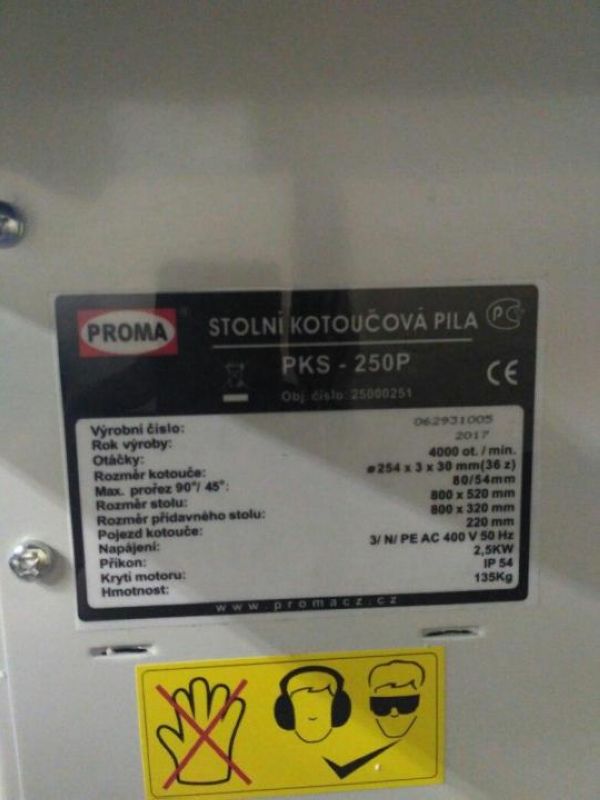 PROMA
STOLNÍ KOTOUČOVÁ PILA
PKS - 250P
Obj. číslo: 25000251
CE
Výrobní číslo: 062931005
Rok výroby: 2017
Otáčky: 4000 ot. / min.
Rozměr kotouče: ø254 x 3 x 30 mm(36 z)
Max. prořez 90°/ 45°: 80/54mm
Rozměr stolu: 800 x 520 mm
Rozměr přídavného stolu: 800 x 320 mm
Pojezd kotouče: 220 mm
Napájení: 3/ N/ PE AC 400 V 50 Hz
Příkon: 2,5KW
Krytí motoru: IP 54
Hmotnost: 135Kg
www.promacz.cz